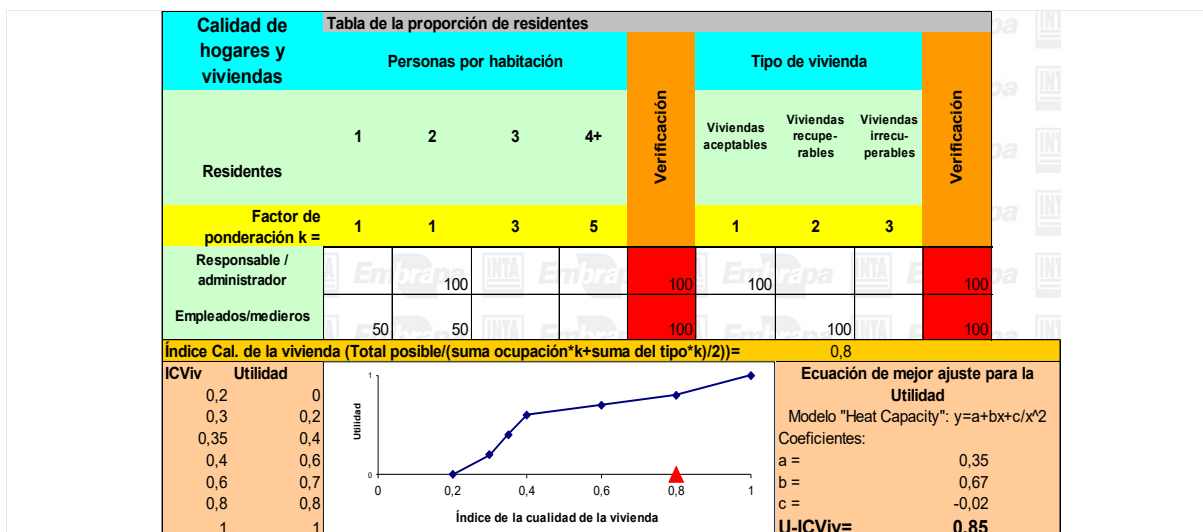 Calidad de hogares y viviendas
Tabla de la proporción de residentes
Personas por habitación
Verificación
Tipo de vivienda
Verificación
Residentes
1 2 3 4+
Viviendas aceptables
Viviendas recupe-rables
Viviendas irrecu-perables
Factor de ponderación k = 1 1 3 5 1 2 3
Responsable / administrador 100 100 100 100
Empleados/medieros 50 50 100 100 100
Índice Cal. de la vivienda (Total posible/(suma ocupación*k+suma del tipo*k)/2))= 0,8
ICViv Utilidad
0,2 0
0,3 0,2
0,35 0,4
0,4 0,6
0,6 0,7
0,8 0,8
1 1
Utilidad
1
0
0 0,2 0,4 0,6 0,8 1
Índice de la cualidad de la vivienda
Ecuación de mejor ajuste para la
Utilidad
Modelo "Heat Capacity": y=a+bx+c/x^2
Coeficientes:
a = 0,35
b = 0,67
c = -0,02
U-ICViv= 0,85
Embrapa INTA